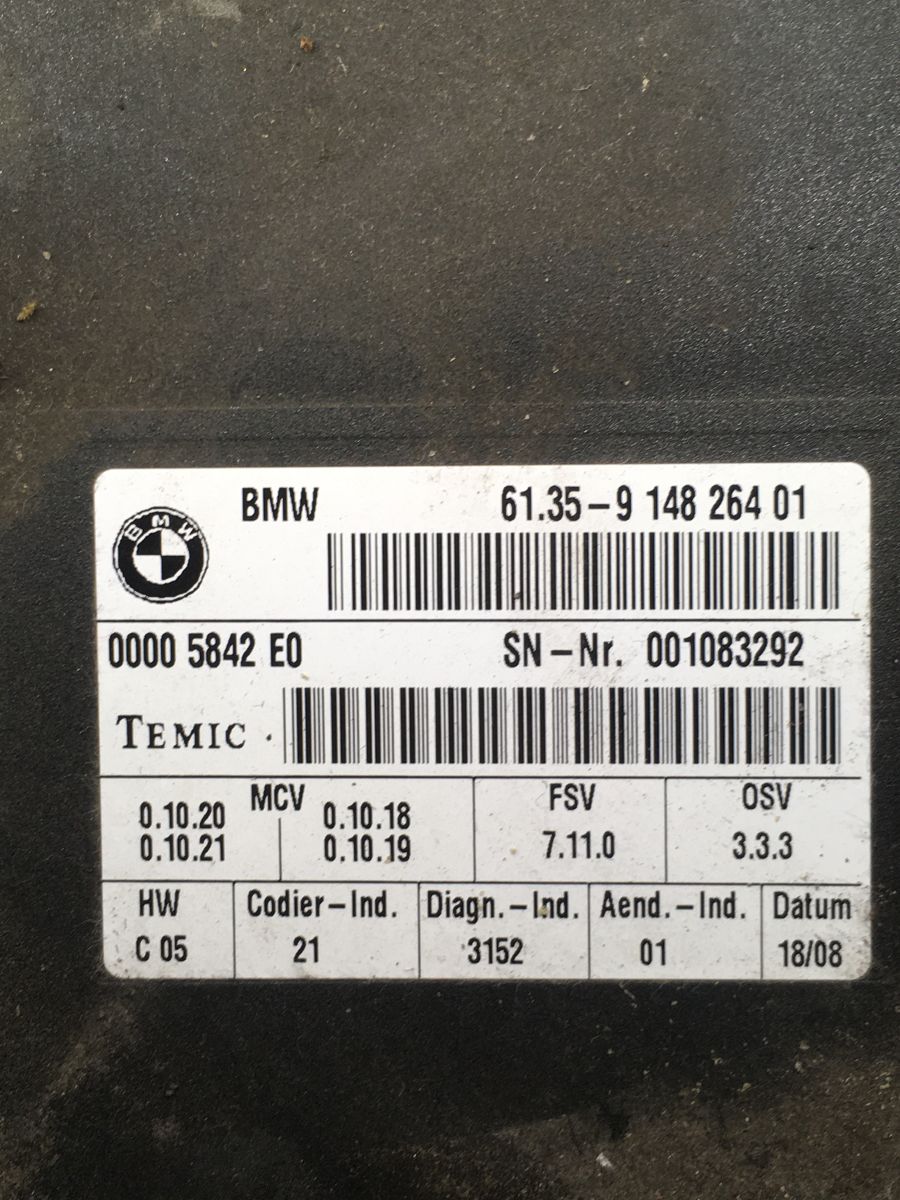 BMW 61.35-9 148 264 01
BMW
0000 5842 E0 SN-Nr. 001083292
TEMIC
MCV FSV OSV
0.10.20 0.10.18 7.11.0 3.3.3
0.10.21 0.10.19
HW Codier-Ind. Diagn.-Ind. Aend.-Ind. Datum
C 05 21 3152 01 18/08